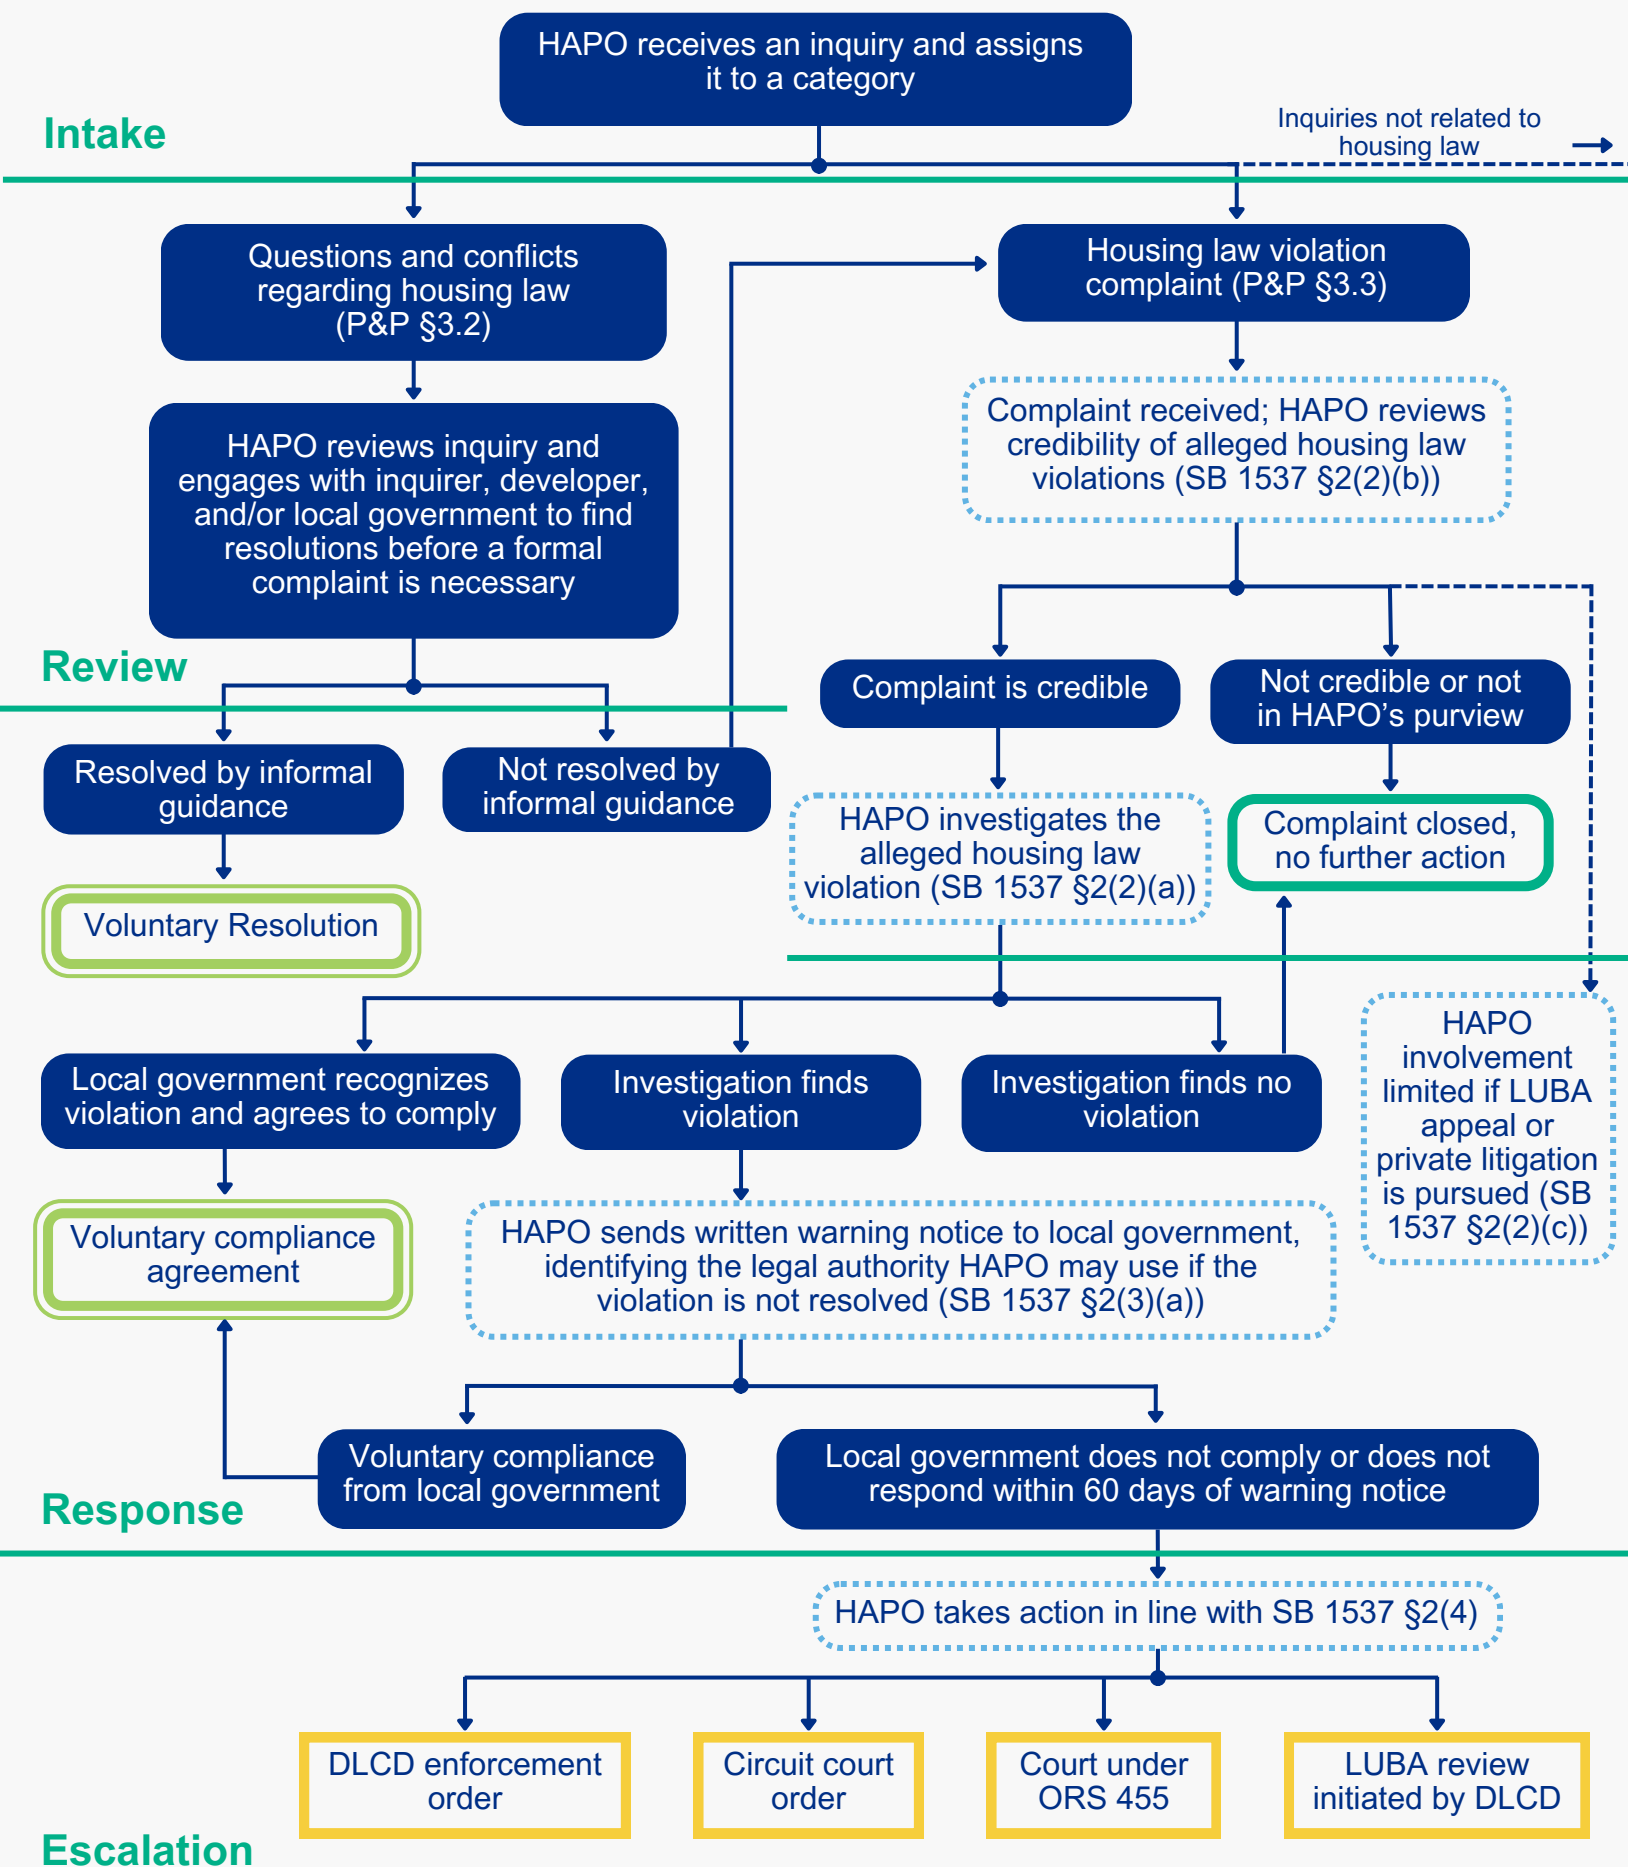 HAPO receives an inquiry and assigns
it to a category
Intake
Inquiries not related to
housing law
Questions and conflicts
regarding housing law
(P&P §3.2)
Housing law violation
complaint (P&P §3.3)
HAPO reviews inquiry and
engages with inquirer, developer,
and/or local government to find
resolutions before a formal
complaint is necessary
Complaint received; HAPO reviews
credibility of alleged housing law
violations (SB 1537 §2(2)(b))
Review
Complaint is credible
Not credible or not
in HAPO’s purview
Resolved by informal
guidance
Not resolved by
informal guidance
HAPO investigates the
alleged housing law
violation (SB 1537 §2(2)(a))
Complaint closed,
no further action
Voluntary Resolution
Local government recognizes
violation and agrees to comply
Investigation finds
violation
Investigation finds no
violation
HAPO
involvement
limited if LUBA
appeal or
private litigation
is pursued (SB
1537 §2(2)(c))
Voluntary compliance
agreement
HAPO sends written warning notice to local government,
identifying the legal authority HAPO may use if the
violation is not resolved (SB 1537 §2(3)(a))
Voluntary compliance
from local government
Local government does not comply or does not
respond within 60 days of warning notice
Response
HAPO takes action in line with SB 1537 §2(4)
DLCD enforcement
order
Circuit court
order
Court under
ORS 455
LUBA review
initiated by DLCD
Escalation